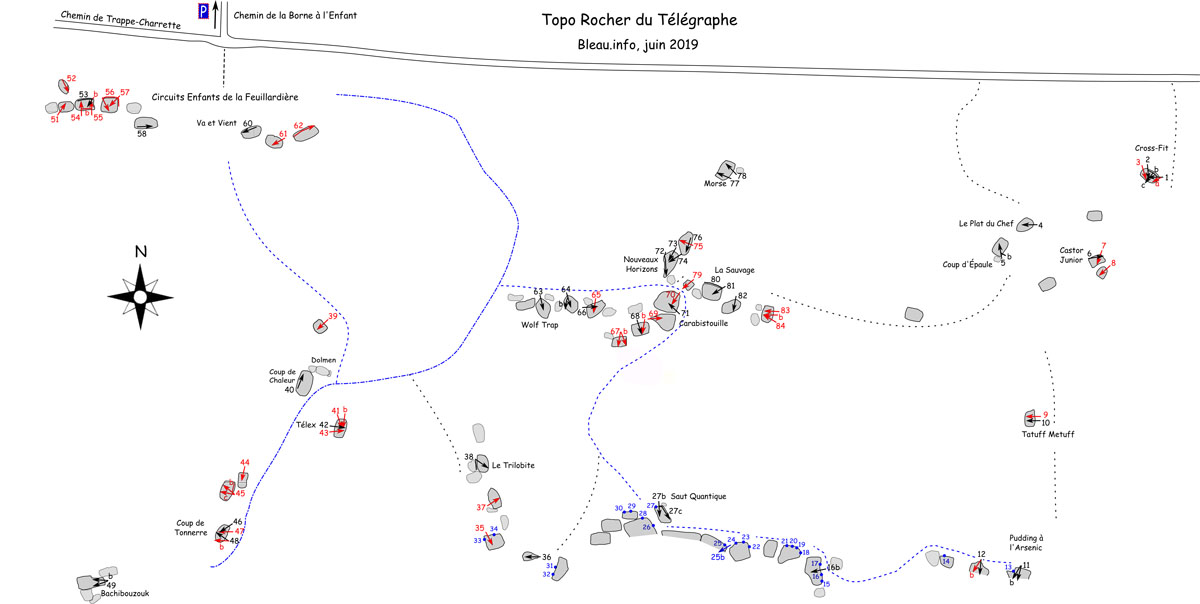 Topo Rocher du Télégraphe
Bleau.info, juin 2019
Chemin de Trappe-Charrette
P
Chemin de la Borne à l'Enfant
52
53 b 56 57
51 54 b 55
58
Circuits Enfants de la Feuillardière
Va et Vient 60
61 62
Morse 77
78
Cross-Fit
3 2 b
1
c a
Le Plat du Chef 4
Coup d'Épaule 5
b
Castor
Junior
6 7
8
N
72 73 76
75
74
Nouveaux
Horizons
79
La Sauvage
80
81
82
83
b
84
63 64 65
b
66
Wolf Trap
67 b
68 b 69
70
71
Carabistouille
39
Dolmen
Coup de
Chaleur
40
41 b
Télex 42
43
9
10
Tatuff Metuff
38
Le Trilobite
44
b
45
c
37
46
47
48
b
Coup de
Tonnerre
35 34
33
36
31
32
b
49
Bachibouzouk
27b Saut Quantique
30 29 28 27
27c
26
25 24 23
22
25b
21 20 19
18
17
16b
16
15
14
12
b
Pudding à
l'Arsenic
13 11
b